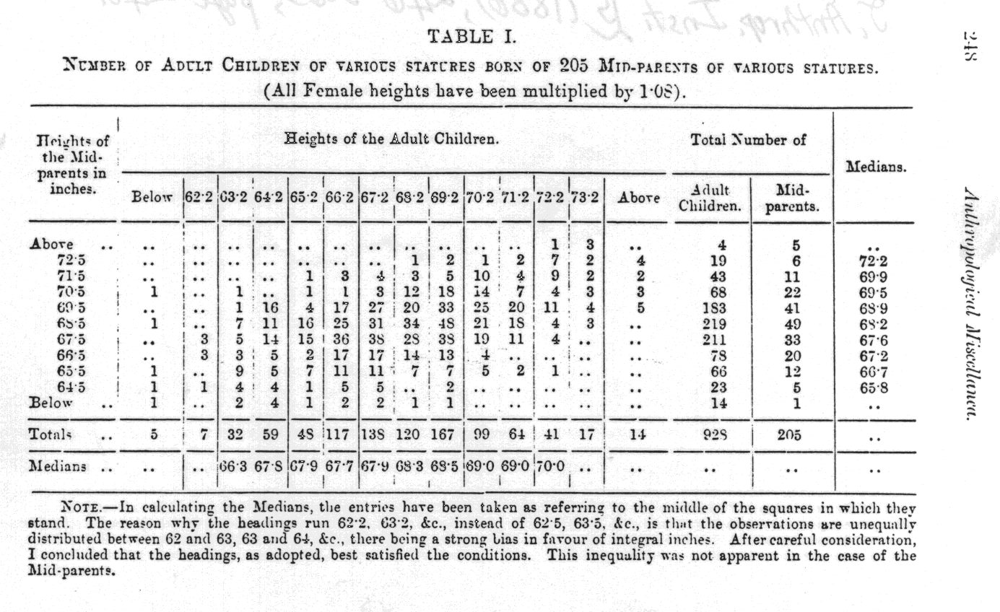 TABLE I.
NUMBER OF ADULT CHILDREN OF VARIOUS STATURES BORN OF 205 MID-PARENTS OF VARIOUS STATURES.
(All Female heights have been multiplied by 1·08).
Heights of the Mid-parents in inches. Heights of the Adult Children. Total Number of Medians.
Below 62·2 63·2 64·2 65·2 66·2 67·2 68·2 69·2 70·2 71·2 72·2 73·2 Above Adult Children. Mid-parents.
Above .. .. .. .. .. .. .. .. .. .. .. .. 1 3 .. 4 5 ..
72·5 .. .. .. .. .. .. .. 1 2 1 2 7 2 4 19 6 72·2
71·5 .. .. .. .. 1 3 4 3 5 10 4 9 2 2 43 11 69·9
70·5 1 .. 1 .. 1 1 3 12 18 14 7 4 3 3 68 22 69·5
69·5 .. .. 1 16 4 17 27 20 33 25 20 11 4 5 183 41 68·9
68·5 1 .. 7 11 16 25 31 34 48 21 18 4 3 .. 219 49 68·2
67·5 .. 3 5 14 15 36 38 28 38 19 11 4 .. .. 211 33 67·6
66·5 .. 3 3 5 2 17 17 14 13 4 .. .. .. .. 78 20 67·2
65·5 1 .. 9 5 7 11 11 7 7 5 2 1 .. .. 66 12 66·7
64·5 1 1 4 4 1 5 5 .. 2 .. .. .. .. .. 23 5 65·8
Below .. 1 .. 2 4 1 2 2 1 1 .. .. .. .. .. 14 1 ..
Totals .. 5 7 32 59 48 117 138 120 167 99 64 41 17 14 928 205 ..
Medians .. .. .. 66·3 67·8 67·9 67·7 67·9 68·3 68·5 69·0 69·0 70·0 .. .. .. .. ..
NOTE.—In calculating the Medians, the entries have been taken as referring to the middle of the squares in which they
stand. The reason why the headings run 62·2, 63·2, &c., instead of 62·5, 63·5, &c., is that the observations are unequally
distributed between 62 and 63, 63 and 64, &c., there being a strong bias in favour of integral inches. After careful consideration,
I concluded that the headings, as adopted, best satisfied the conditions. This inequality was not apparent in the case of the
Mid-parents.
248
Anthropological Miscellanea.